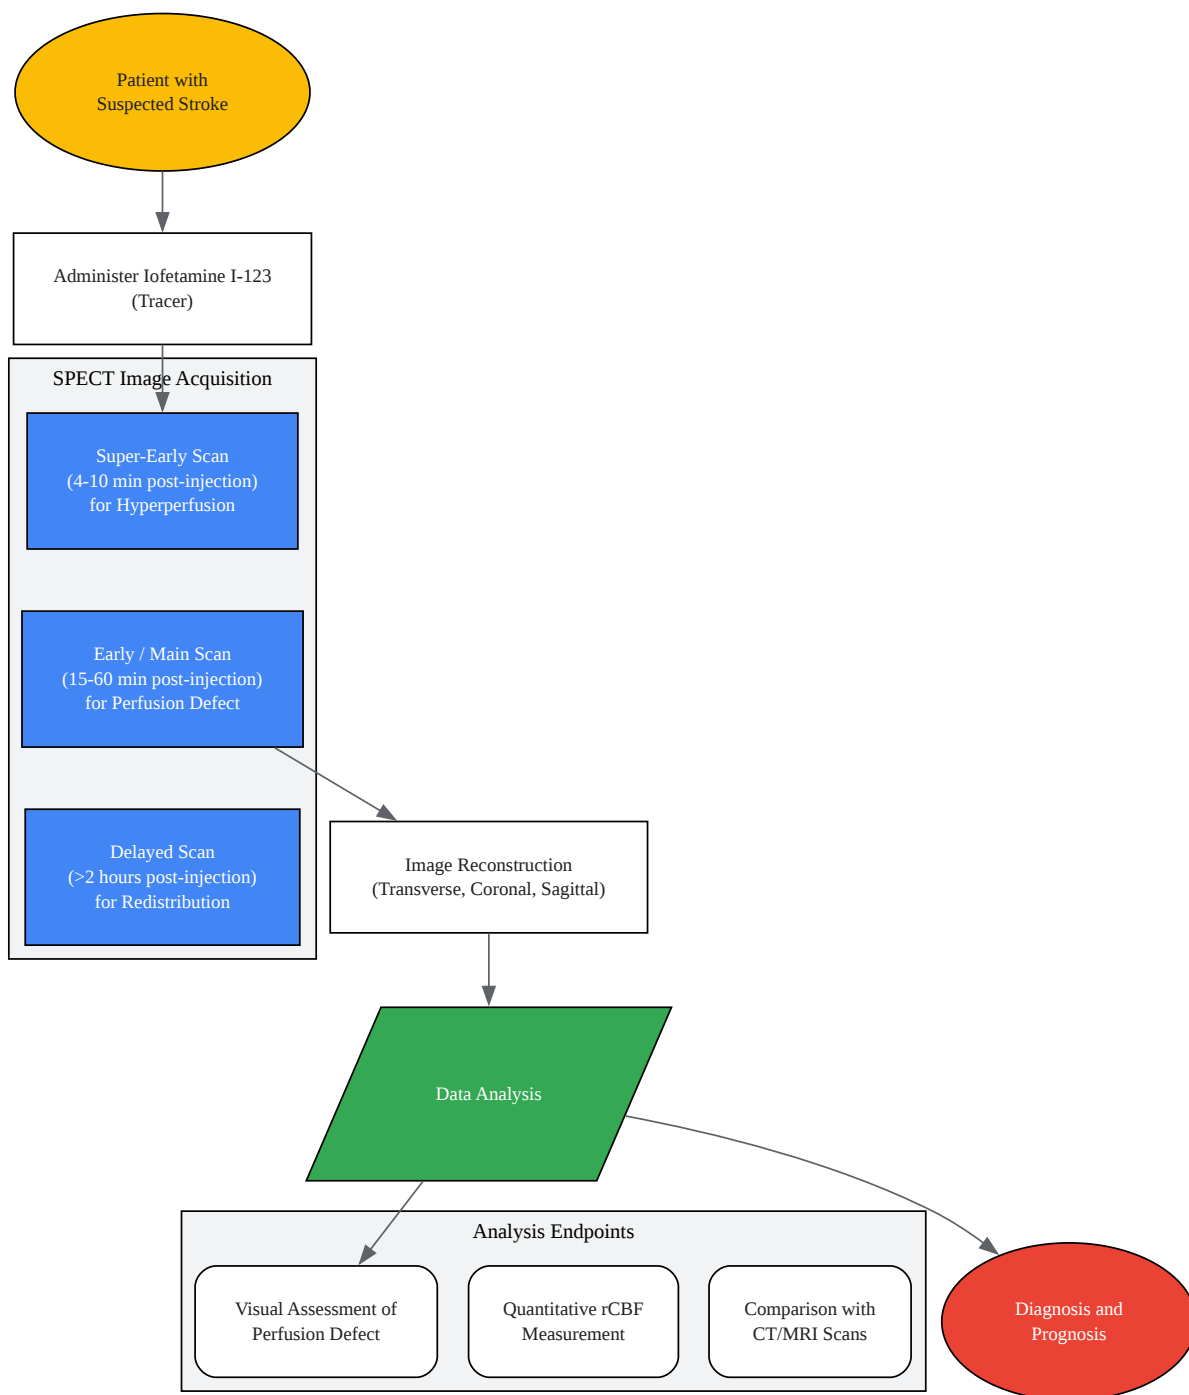 Patient with
Suspected Stroke
Administer Iofetamine I-123
(Tracer)
SPECT Image Acquisition
Super-Early Scan
(4-10 min post-injection)
for Hyperperfusion
Early / Main Scan
(15-60 min post-injection)
for Perfusion Defect
Delayed Scan
(>2 hours post-injection)
for Redistribution
Image Reconstruction
(Transverse, Coronal, Sagittal)
Data Analysis
Analysis Endpoints
Visual Assessment of
Perfusion Defect
Quantitative rCBF
Measurement
Comparison with
CT/MRI Scans
Diagnosis and
Prognosis